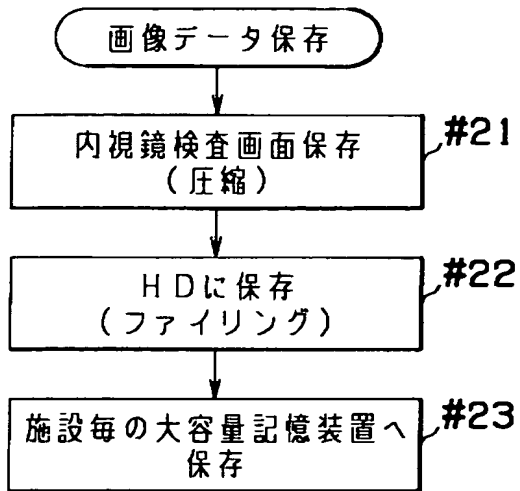 画像データ保存
内視鏡検査画面保存
(圧縮)
#21
HDに保存
(ファイリング)
#22
施設毎の大容量記憶装置へ
保存
#23